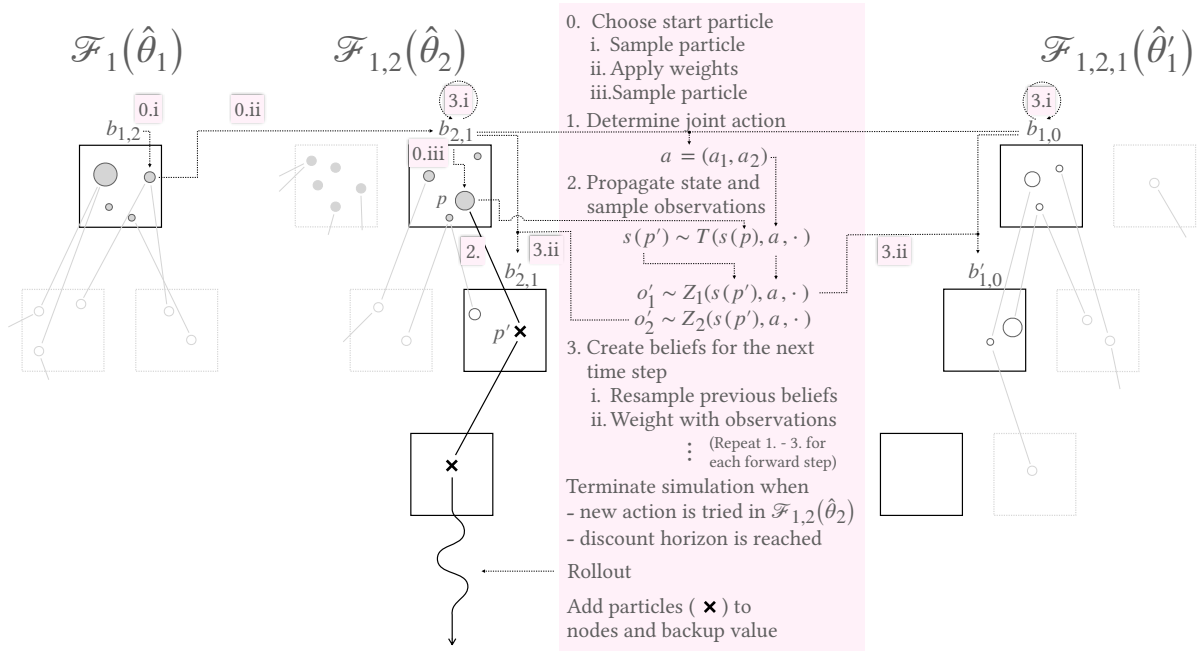 ℱ₁(θ̂₁)
ℱ₁,₂(θ̂₂)
ℱ₁,₂,₁(θ̂′₁)
0.i
0.ii
3.i
3.i
b₁,₂
b₂,₁
b₁,₀
0.iii
p
2.
3.ii
3.ii
b′₂,₁
b′₁,₀
p′
0. Choose start particle
i. Sample particle
ii. Apply weights
iii.Sample particle
1. Determine joint action
a = (a₁, a₂)
2. Propagate state and
sample observations
s(p′) ~ T(s(p), a, ·)
o′₁ ~ Z₁(s(p′), a, ·)
o′₂ ~ Z₂(s(p′), a, ·)
3. Create beliefs for the next
time step
i. Resample previous beliefs
ii. Weight with observations
⋮ (Repeat 1. - 3. for
each forward step)
Terminate simulation when
- new action is tried in ℱ₁,₂(θ̂₂)
- discount horizon is reached
Rollout
Add particles ( ✖ ) to
nodes and backup value